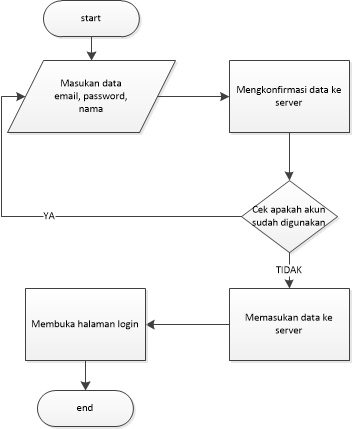 start
Masukan data
email, password,
nama
Mengkonfirmasi data ke
server
Cek apakah akun
sudah digunakan
YA
TIDAK
Memasukan data ke
server
Membuka halaman login
end